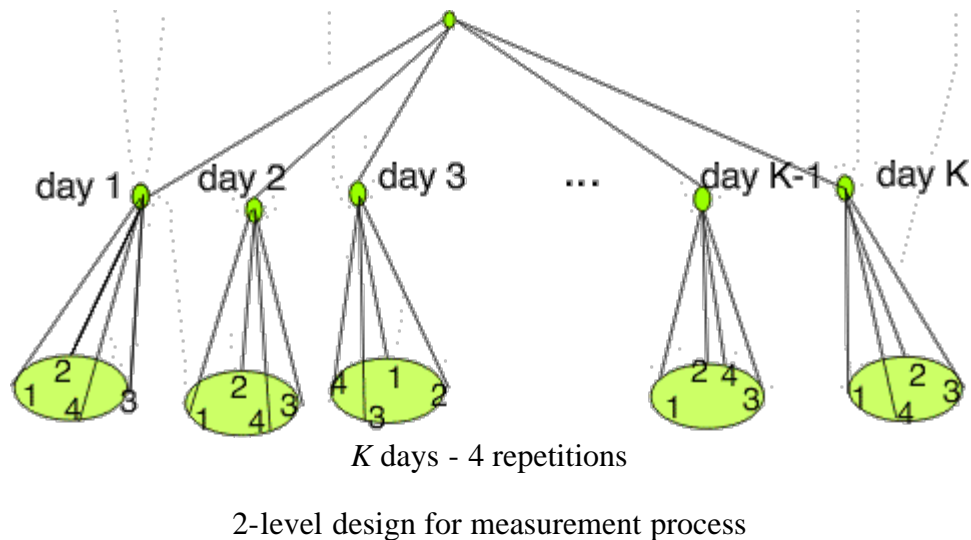 day 1 day 2 day 3 ... day K-1 day K
1 2 4 3
1 2 4 3
4 1 3 2
1 2 4 3
2 4 3
K days - 4 repetitions
2-level design for measurement process